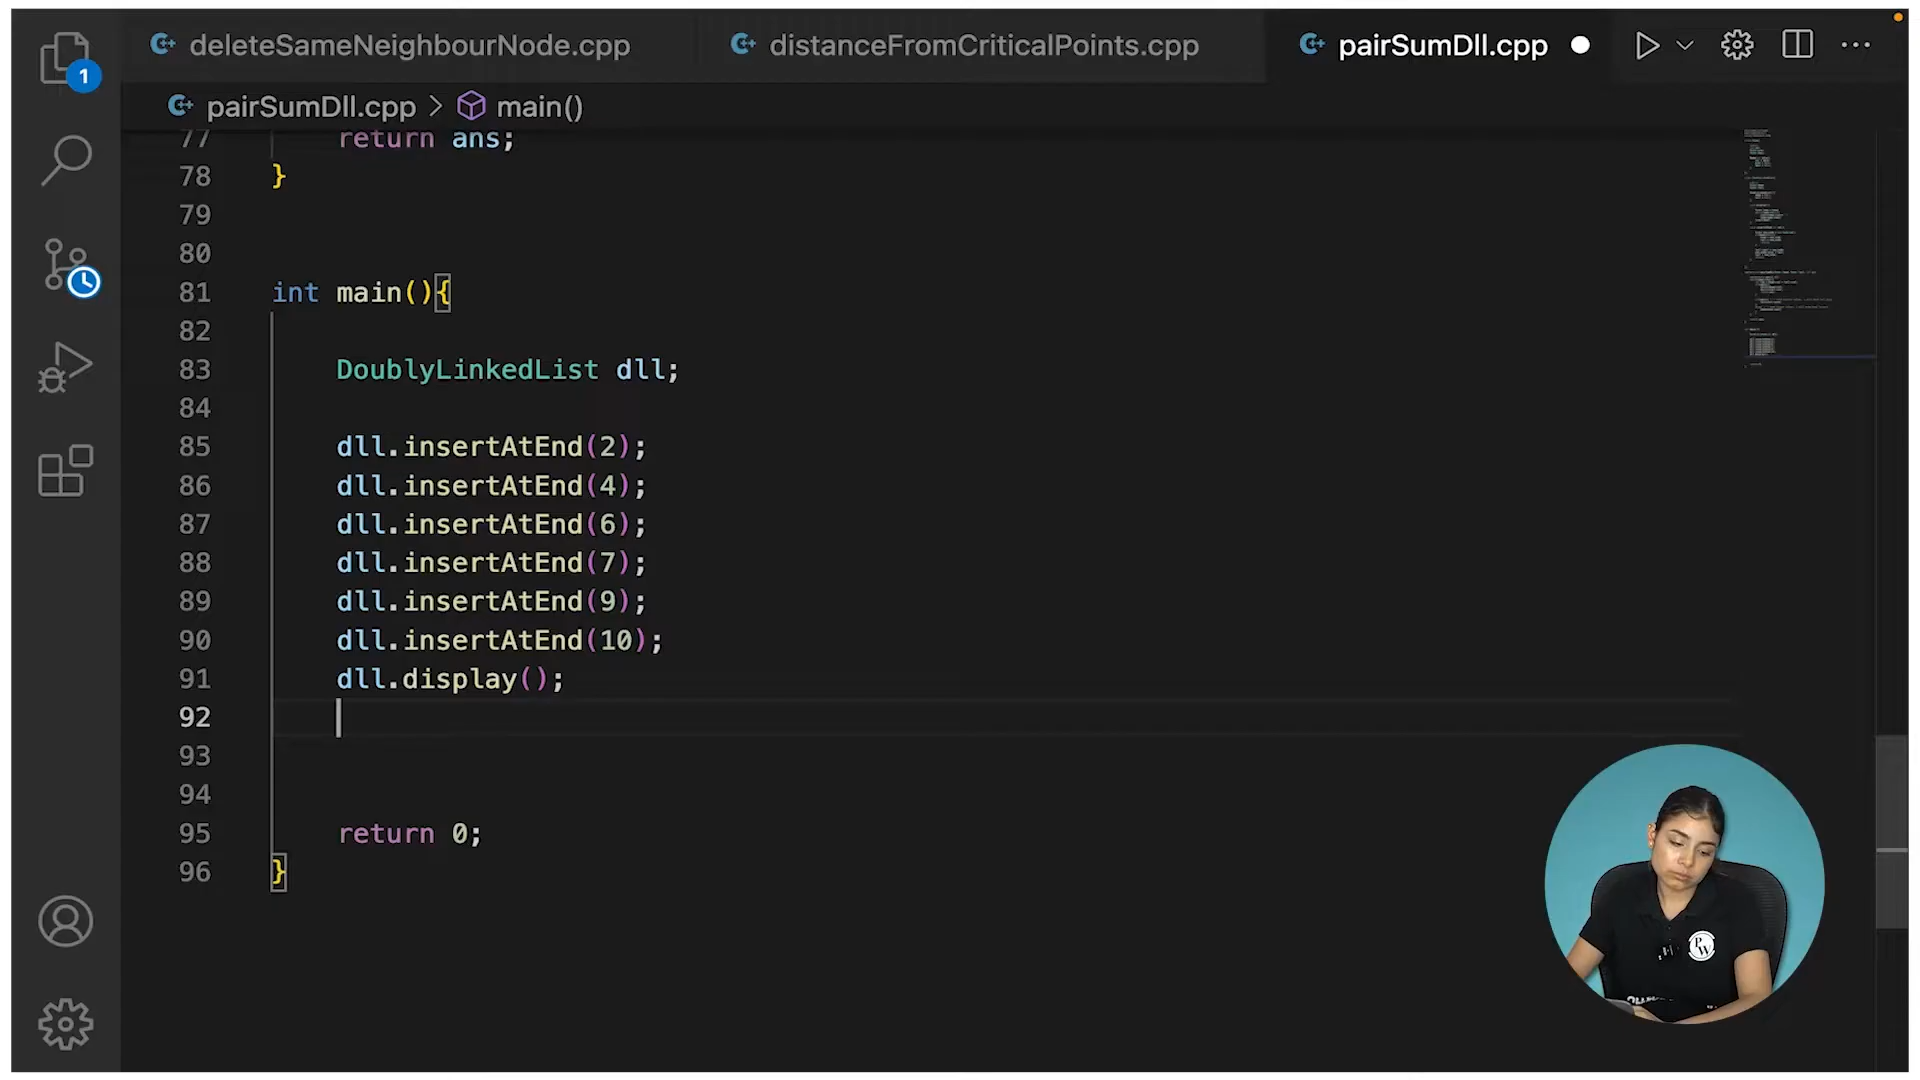 deleteSameNeighbourNode.cpp
distanceFromCriticalPoints.cpp
pairSumDll.cpp
1
pairSumDll.cpp > main()
77 return ans;
78 }
79
80
81 int main(){
82
83 DoublyLinkedList dll;
84
85 dll.insertAtEnd(2);
86 dll.insertAtEnd(4);
87 dll.insertAtEnd(6);
88 dll.insertAtEnd(7);
89 dll.insertAtEnd(9);
90 dll.insertAtEnd(10);
91 dll.display();
92
93
94
95 return 0;
96 }
PW